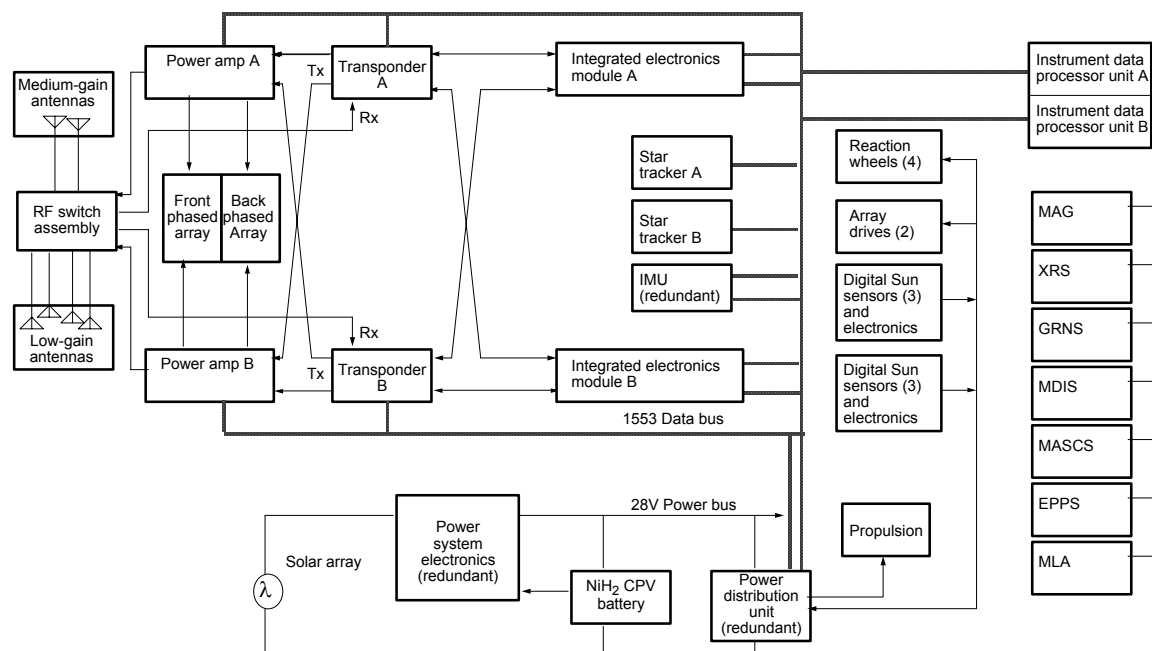 Medium-gain
antennas
RF switch
assembly
Low-gain
antennas
Power amp A
Tx
Transponder
A
Rx
Front
phased
array
Back
phased
Array
Rx
Power amp B
Tx
Transponder
B
Integrated electronics
module A
Star
tracker A
Star
tracker B
IMU
(redundant)
Integrated electronics
module B
1553 Data bus
Instrument data
processor unit A
Instrument data
processor unit B
Reaction
wheels (4)
Array
drives (2)
Digital Sun
sensors (3)
and
electronics
Digital Sun
sensors (3)
and
electronics
MAG
XRS
GRNS
MDIS
MASCS
EPPS
MLA
Solar array
λ
Power
system
electronics
(redundant)
28V Power bus
NiH2 CPV
battery
Power
distribution
unit
(redundant)
Propulsion